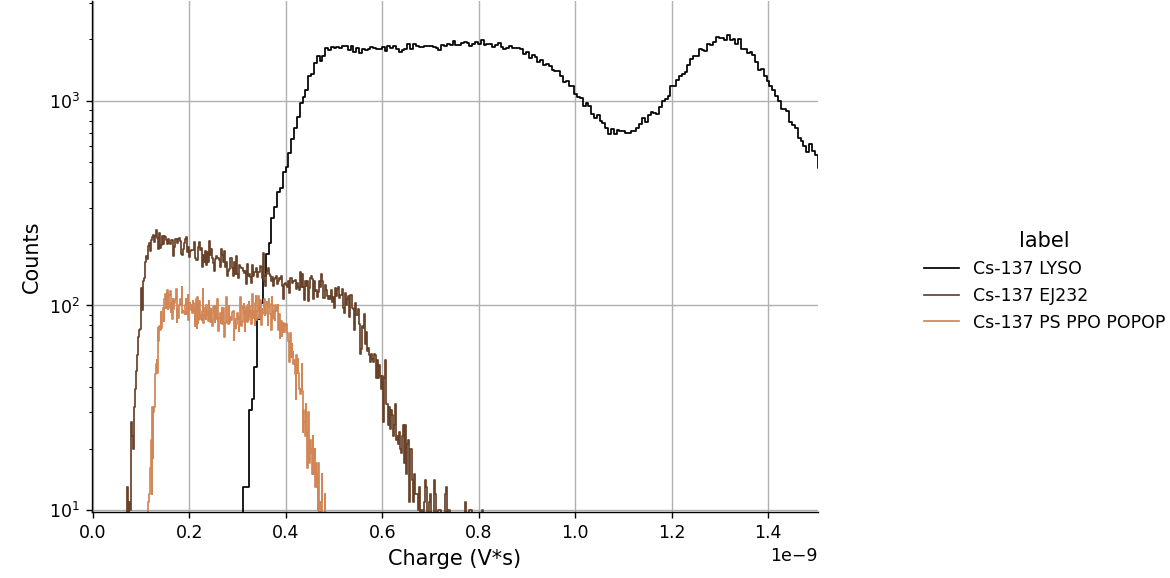 10³
10²
10¹
Counts
0.0 0.2 0.4 0.6 0.8 1.0 1.2 1.4
1e−9
Charge (V*s)
label
Cs-137 LYSO
Cs-137 EJ232
Cs-137 PS PPO POPOP